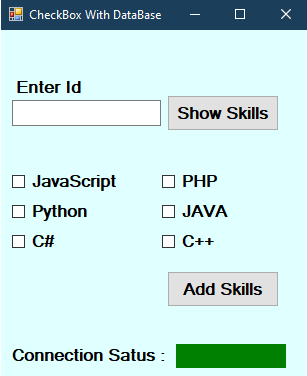 CheckBox With DataBase
Enter Id
Show Skills
JavaScript PHP
Python JAVA
C# C++
Add Skills
Connection Satus :